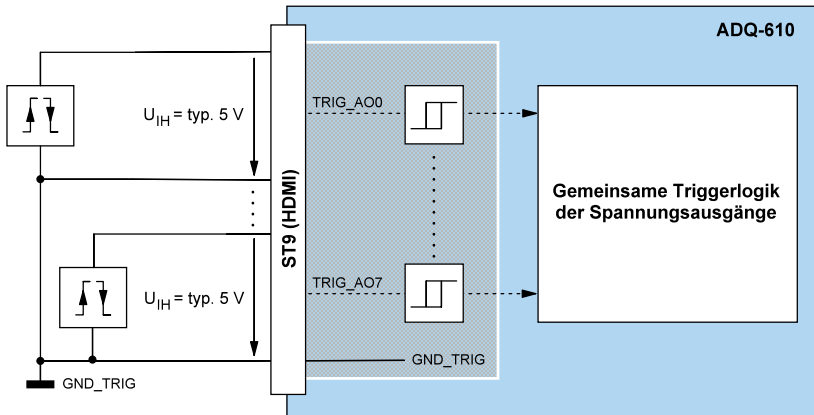 ADQ-610
U_IH = typ. 5 V
TRIG_AO0
Gemeinsame Triggerlogik
der Spannungsausgänge
ST9 (HDMI)
U_IH = typ. 5 V
TRIG_AO7
GND_TRIG
GND_TRIG